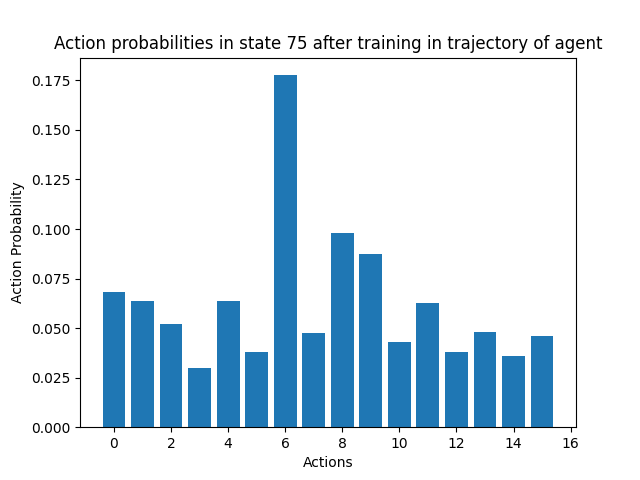 Action probabilities in state 75 after training in trajectory of agent
0.175
0.150
0.125
0.100
0.075
0.050
0.025
0.000
Action Probability
0 2 4 6 8 10 12 14 16
Actions